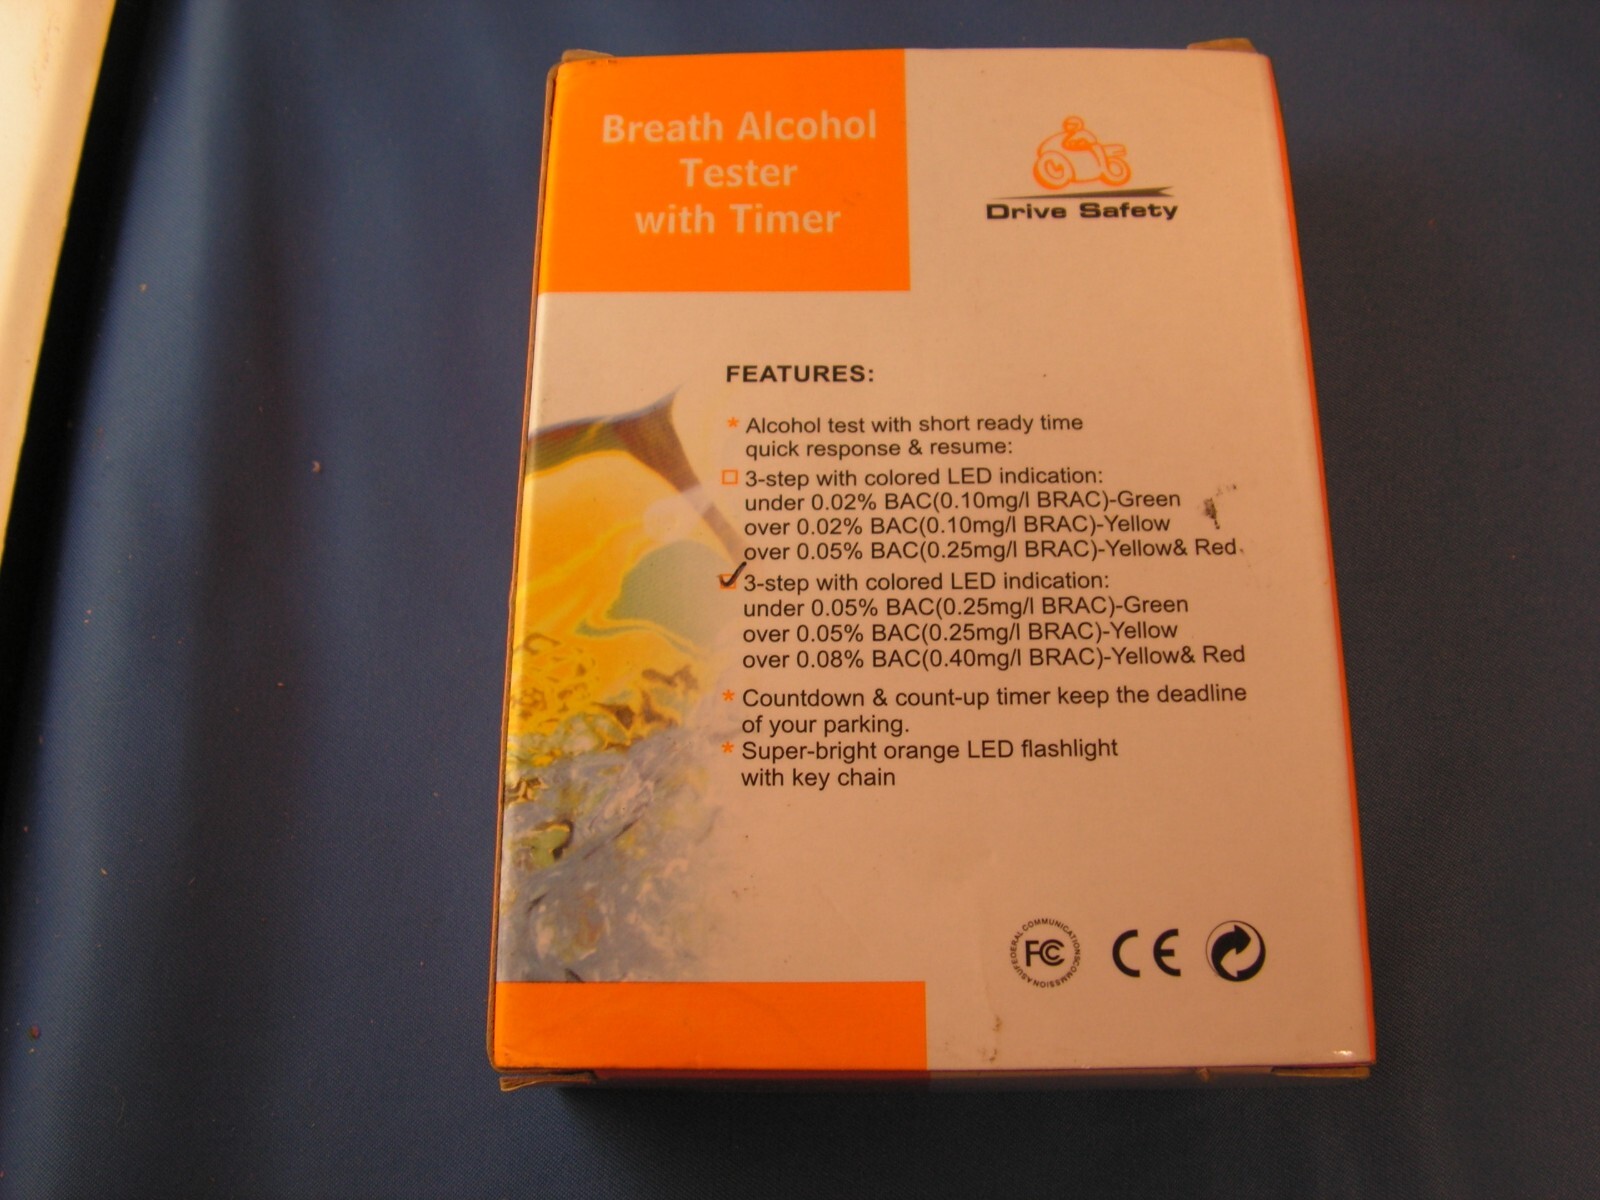 Breath Alcohol
Tester
with Timer
Drive Safety
FEATURES:
* Alcohol test with short ready time
quick response & resume:
3-step with colored LED indication:
under 0.02% BAC(0.10mg/l BRAC)-Green
over 0.02% BAC(0.10mg/l BRAC)-Yellow
over 0.05% BAC(0.25mg/l BRAC)-Yellow& Red
3-step with colored LED indication:
under 0.05% BAC(0.25mg/l BRAC)-Green
over 0.05% BAC(0.25mg/l BRAC)-Yellow
over 0.08% BAC(0.40mg/l BRAC)-Yellow& Red
* Countdown & count-up timer keep the deadline
of your parking.
* Super-bright orange LED flashlight
with key chain
FEDERAL COMMUNICATIONS
FC
CE